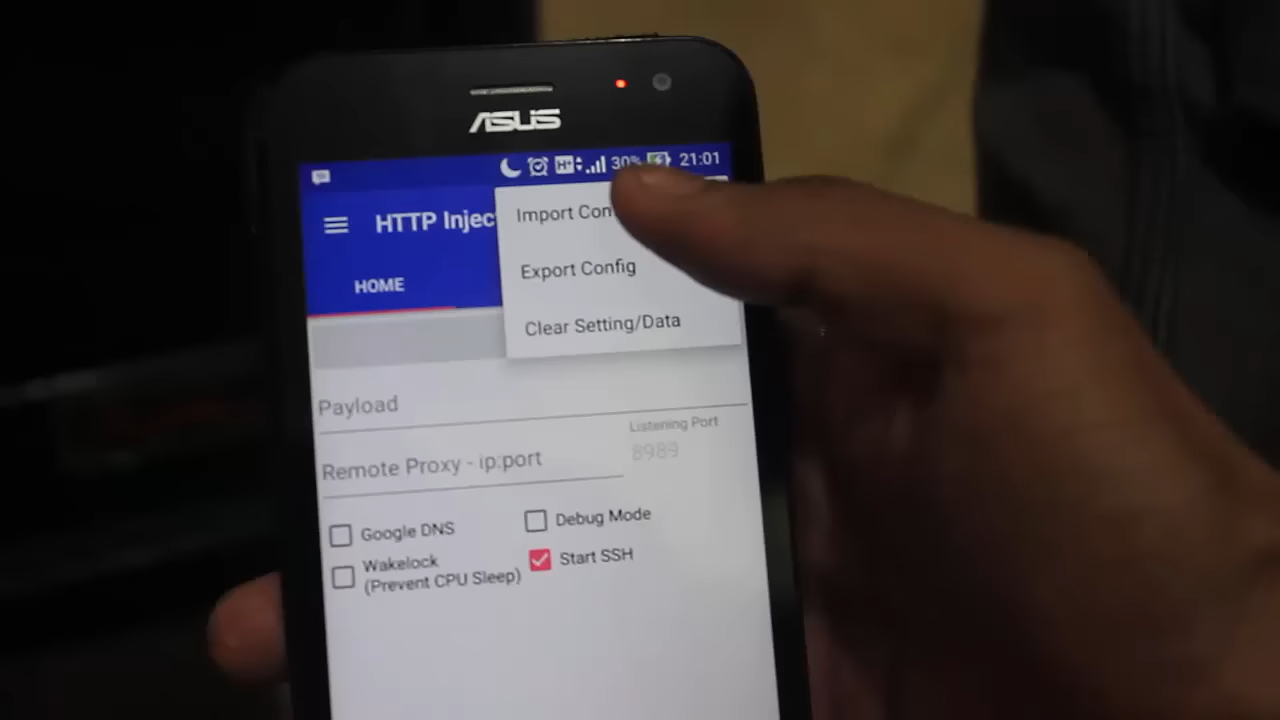 ASUS
H+ 30% 21:01
HTTP Injec
Import Con
Export Config
Clear Setting/Data
HOME
Payload
Listening Port
8989
Remote Proxy - ip:port
Google DNS
Debug Mode
Wakelock
(Prevent CPU Sleep)
Start SSH